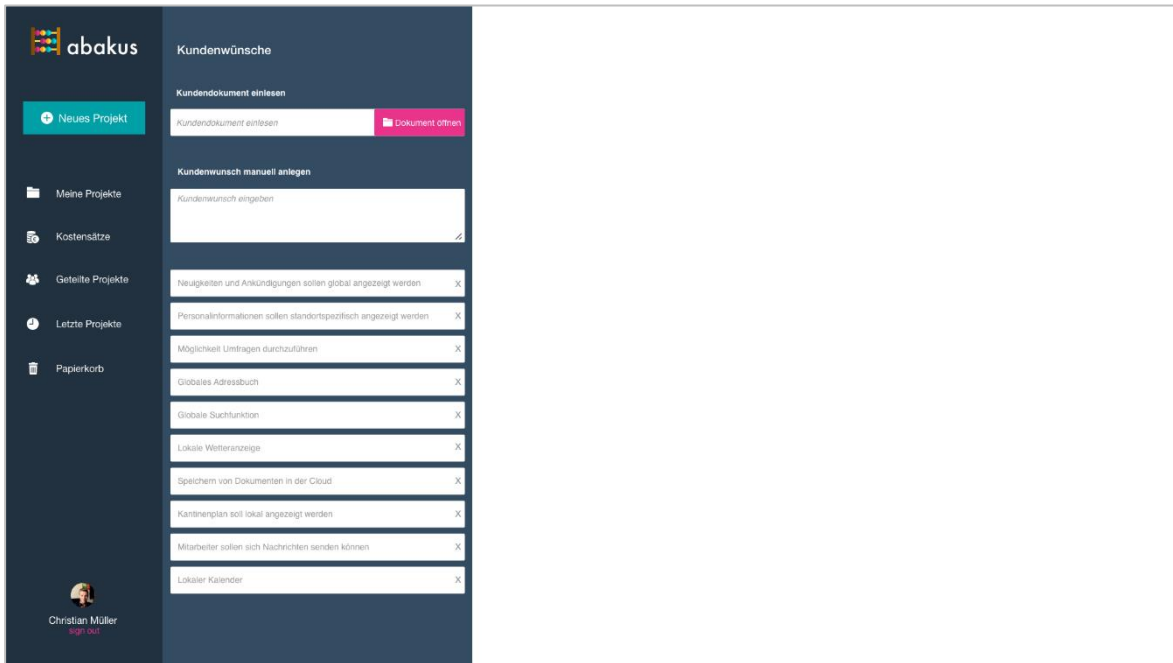 abakus
Neues Projekt
Meine Projekte
Kostensätze
Geteilte Projekte
Letzte Projekte
Papierkorb
Christian Müller
sign out
Kundenwünsche
Kundendokument einlesen
Kundendokument einlesen
Dokument öffnen
Kundenwunsch manuell anlegen
Kundenwunsch eingeben
Neuigkeiten und Ankündigungen sollen global angezeigt werden X
Personalinformationen sollen standortspezifisch angezeigt werden X
Möglichkeit Umfragen durchzuführen X
Globales Adressbuch X
Globale Suchfunktion X
Lokale Wetteranzeige X
Speichern von Dokumenten in der Cloud X
Kantinenplan soll lokal angezeigt werden X
Mitarbeiter sollen sich Nachrichten senden können X
Lokaler Kalender X